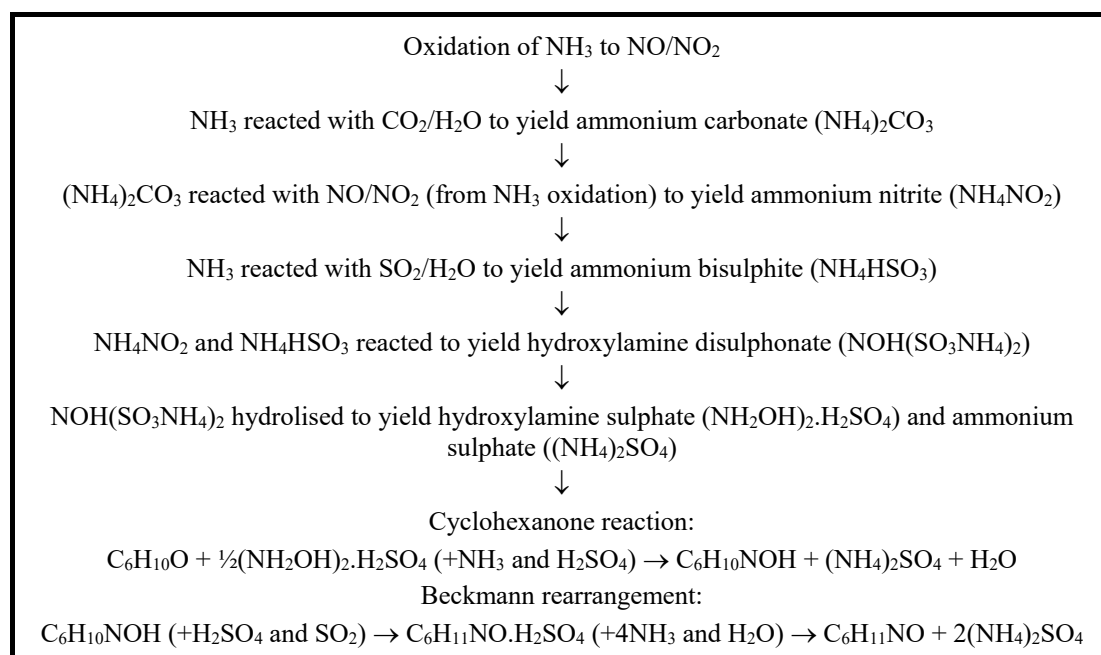 Oxidation of NH₃ to NO/NO₂
↓
NH₃ reacted with CO₂/H₂O to yield ammonium carbonate (NH₄)₂CO₃
↓
(NH₄)₂CO₃ reacted with NO/NO₂ (from NH₃ oxidation) to yield ammonium nitrite (NH₄NO₂)
↓
NH₃ reacted with SO₂/H₂O to yield ammonium bisulphite (NH₄HSO₃)
↓
NH₄NO₂ and NH₄HSO₃ reacted to yield hydroxylamine disulphonate (NOH(SO₃NH₄)₂)
↓
NOH(SO₃NH₄)₂ hydrolised to yield hydroxylamine sulphate (NH₂OH)₂.H₂SO₄) and ammonium
sulphate ((NH₄)₂SO₄)
↓
Cyclohexanone reaction:
C₆H₁₀O + ½(NH₂OH)₂.H₂SO₄ (+NH₃ and H₂SO₄) → C₆H₁₀NOH + (NH₄)₂SO₄ + H₂O
Beckmann rearrangement:
C₆H₁₀NOH (+H₂SO₄ and SO₂) → C₆H₁₁NO.H₂SO₄ (+4NH₃ and H₂O) → C₆H₁₁NO + 2(NH₄)₂SO₄